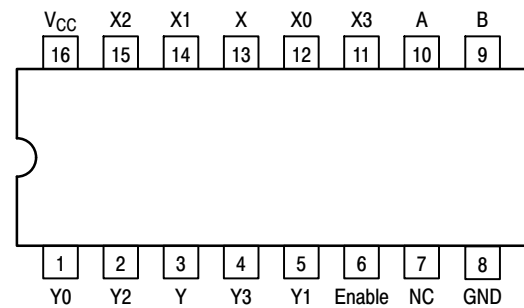 V_CC X2 X1 X X0 X3 A B
16 15 14 13 12 11 10 9
1 2 3 4 5 6 7 8
Y0 Y2 Y Y3 Y1 Enable NC GND